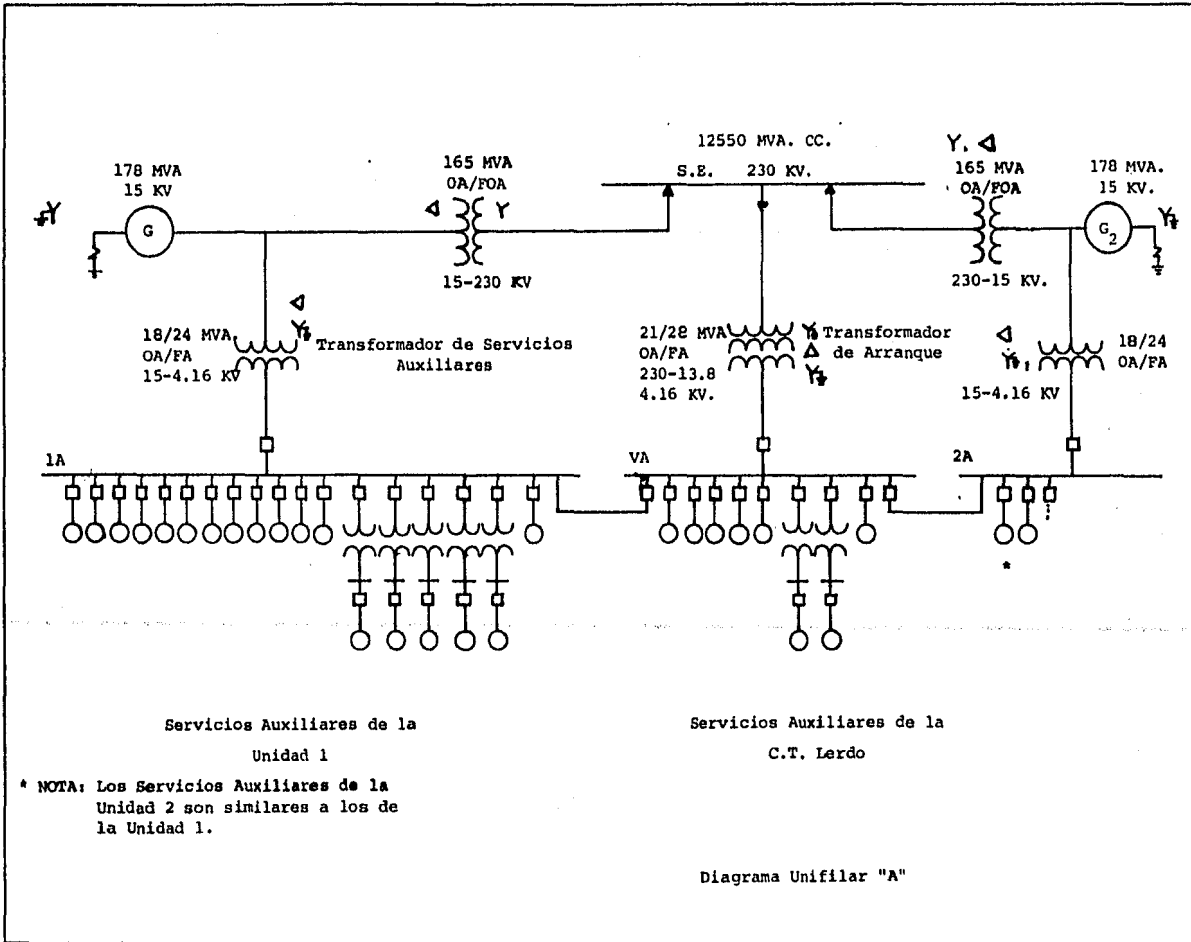 12550 MVA. CC.
S.E. 230 KV.
178 MVA
15 KV
G
165 MVA
OA/FOA
Δ Y
15-230 KV
Y. Δ
165 MVA
OA/FOA
230-15 KV.
178 MVA.
15 KV.
G2
Y
Y
18/24 MVA
OA/FA
15-4.16 KV
Δ
Y
Transformador de Servicios
Auxiliares
21/28 MVA
OA/FA
230-13.8
4.16 KV.
Y Transformador
Δ de Arranque
Y
Δ
Y
18/24
OA/FA
15-4.16 KV
1A
VA
2A
*
Servicios Auxiliares de la
Unidad 1
Servicios Auxiliares de la
C.T. Lerdo
* NOTA: Los Servicios Auxiliares de la
Unidad 2 son similares a los de
la Unidad 1.
Diagrama Unifilar "A"